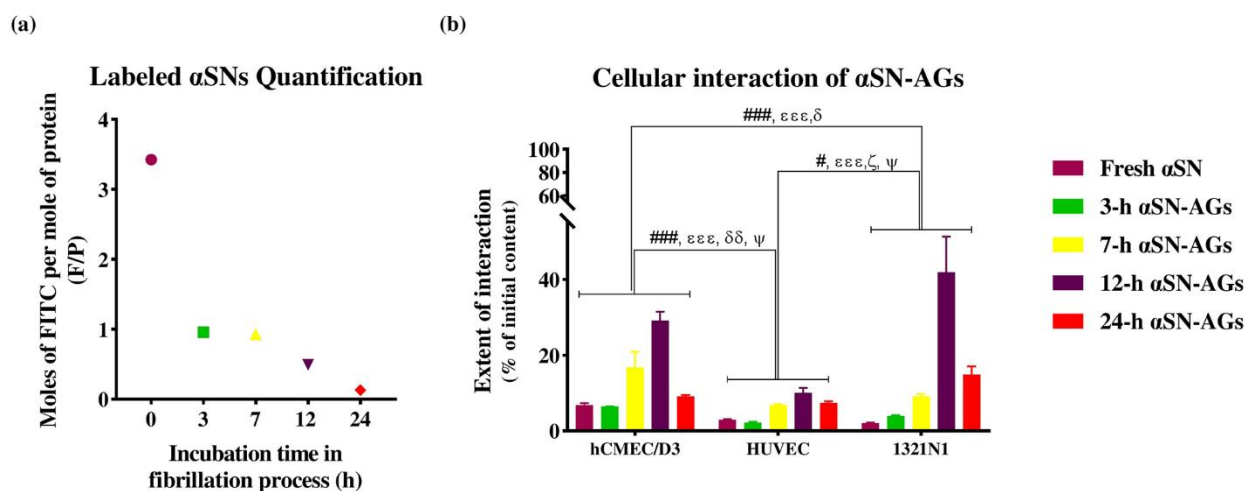 (a)
Labeled αSNs Quantification
Moles of FITC per mole of protein
(F/P)
4
3
2
1
0
0 3 7 12 24
Incubation time in
fibrillation process (h)
(b)
Cellular interaction of αSN-AGs
###, εεε,δ
#, εεε,ζ, ψ
###, εεε, δδ, ψ
Extent of interaction
(% of initial content)
100
80
60
40
20
0
hCMEC/D3 HUVEC 1321N1
Fresh αSN
3-h αSN-AGs
7-h αSN-AGs
12-h αSN-AGs
24-h αSN-AGs